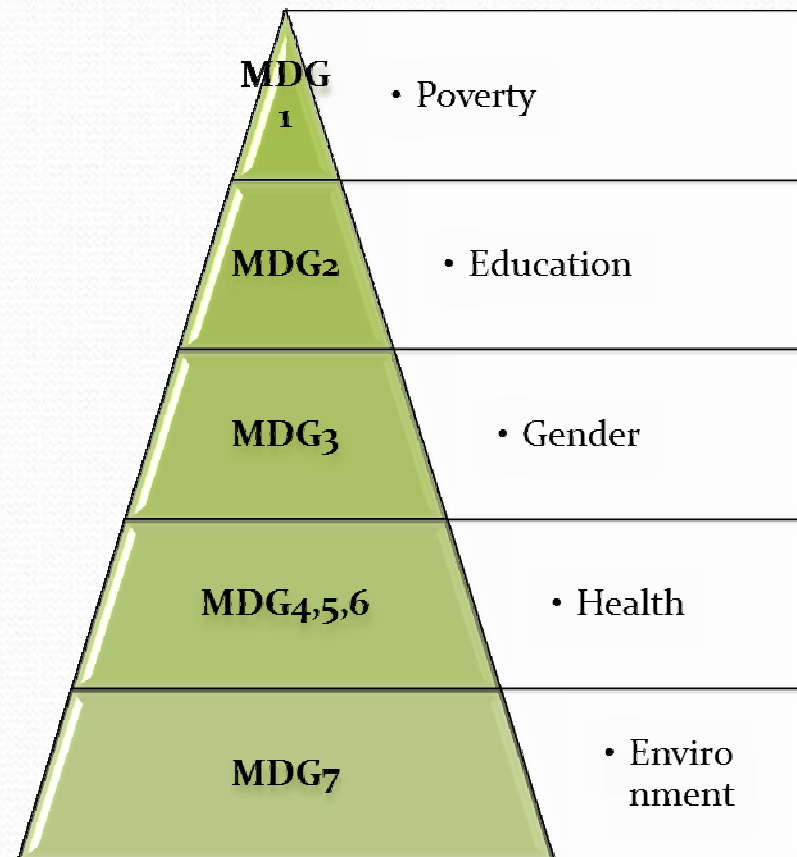 MDG
1
• Poverty
MDG2
• Education
MDG3
• Gender
MDG4,5,6
• Health
MDG7
• Enviro
nment